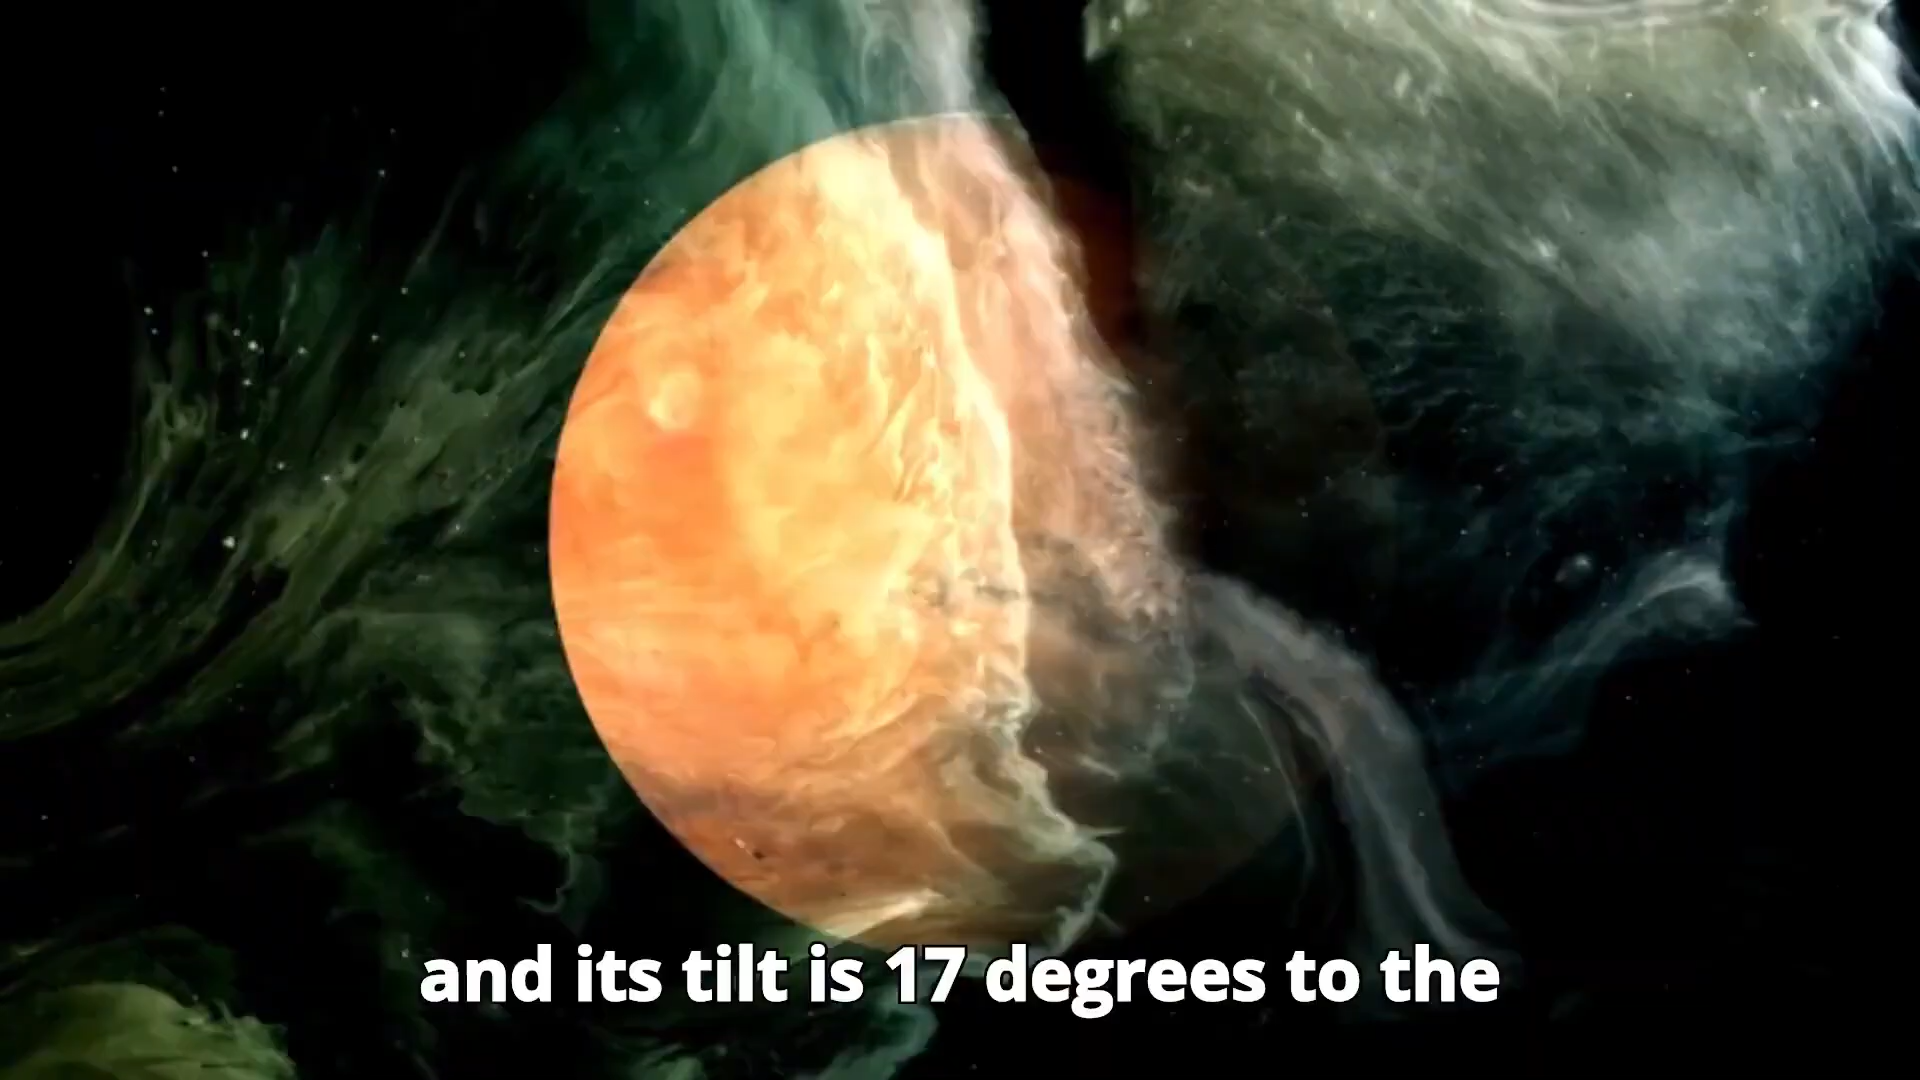 and its tilt is 17 degrees to the